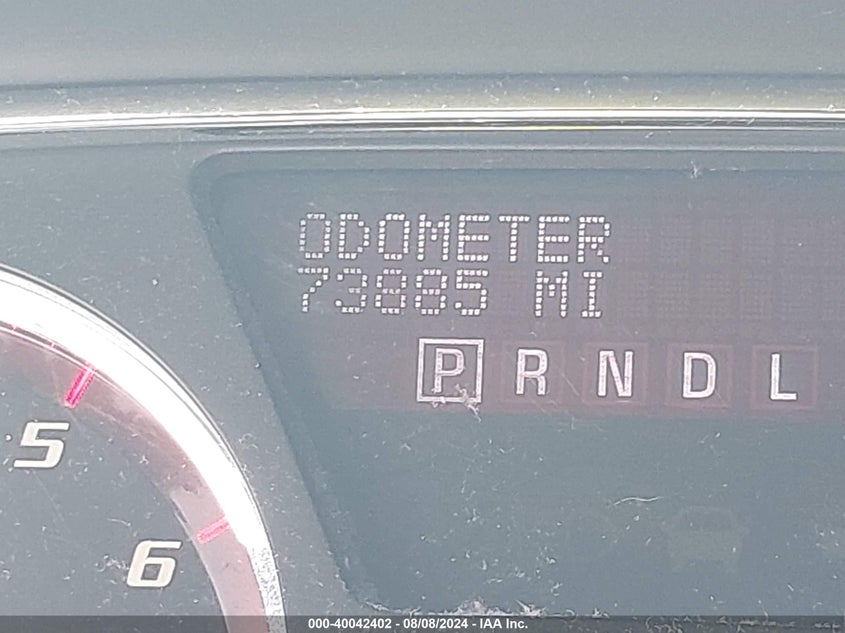 ODOMETER
73885 MI
P R N D L
5
6
000-40042402 - 08/08/2024 - IAA Inc.